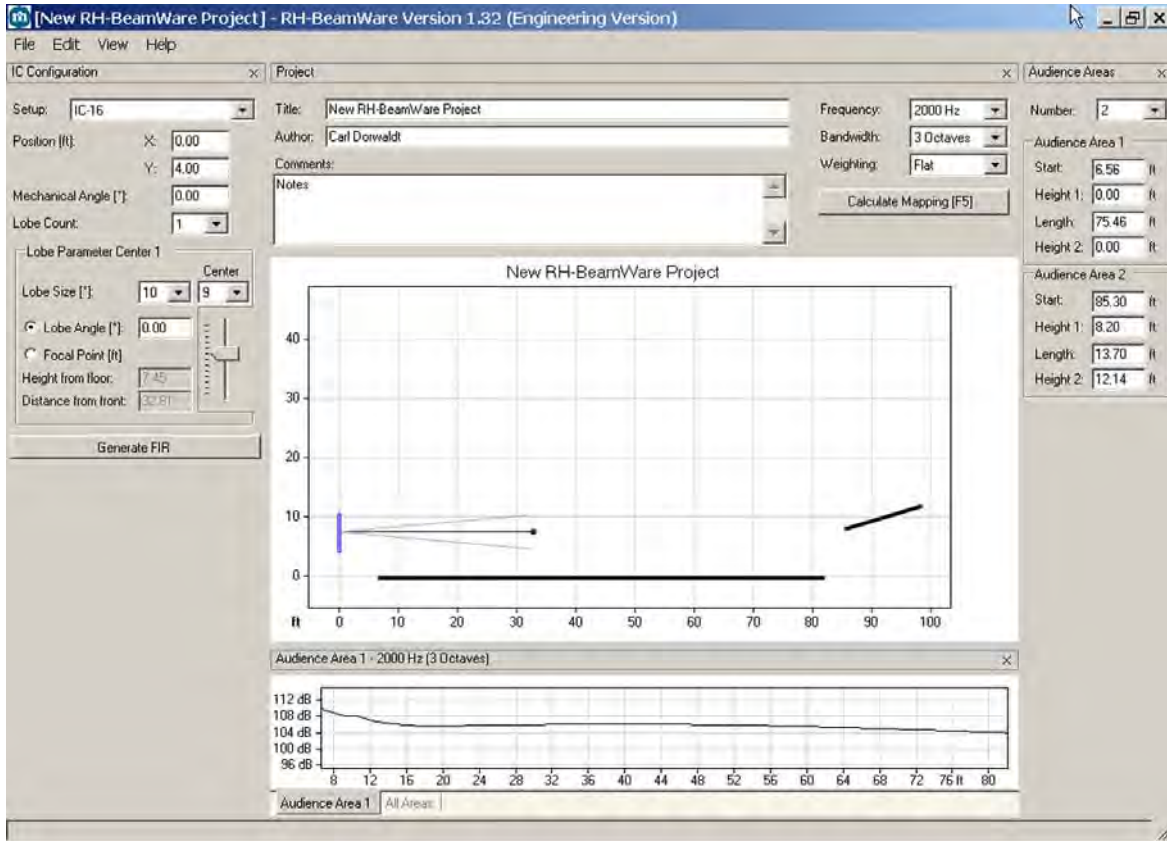 [New RH-BeamWare Project] - RH-BeamWare Version 1.32 (Engineering Version)
File Edit View Help
IC Configuration
Setup: IC-16
Position [ft]: X: 0.00
Y: 4.00
Mechanical Angle [°]: 0.00
Lobe Count: 1
Lobe Parameter Center 1
Center
Lobe Size [°]: 10 9
Lobe Angle [°]: 0.00
Focal Point [ft]
Height from floor: 7.45
Distance from front: 32.81
Generate FIR
Project
Title: New RH-BeamWare Project
Author: Carl Dorwaldt
Comments:
Notes
Frequency: 2000 Hz
Bandwidth: 3 Octaves
Weighting: Flat
Calculate Mapping [F5]
New RH-BeamWare Project
40
30
20
10
0
ft 0 10 20 30 40 50 60 70 80 90 100
Audience Area 1 - 2000 Hz (3 Octaves)
112 dB
108 dB
104 dB
100 dB
96 dB
8 12 16 20 24 28 32 36 40 44 48 52 56 60 64 68 72 76 ft 80
Audience Area 1 All Areas
Audience Areas
Number: 2
Audience Area 1
Start: 6.56 ft
Height 1: 0.00 ft
Length: 75.46 ft
Height 2: 0.00 ft
Audience Area 2
Start: 85.30 ft
Height 1: 8.20 ft
Length: 13.70 ft
Height 2: 12.14 ft